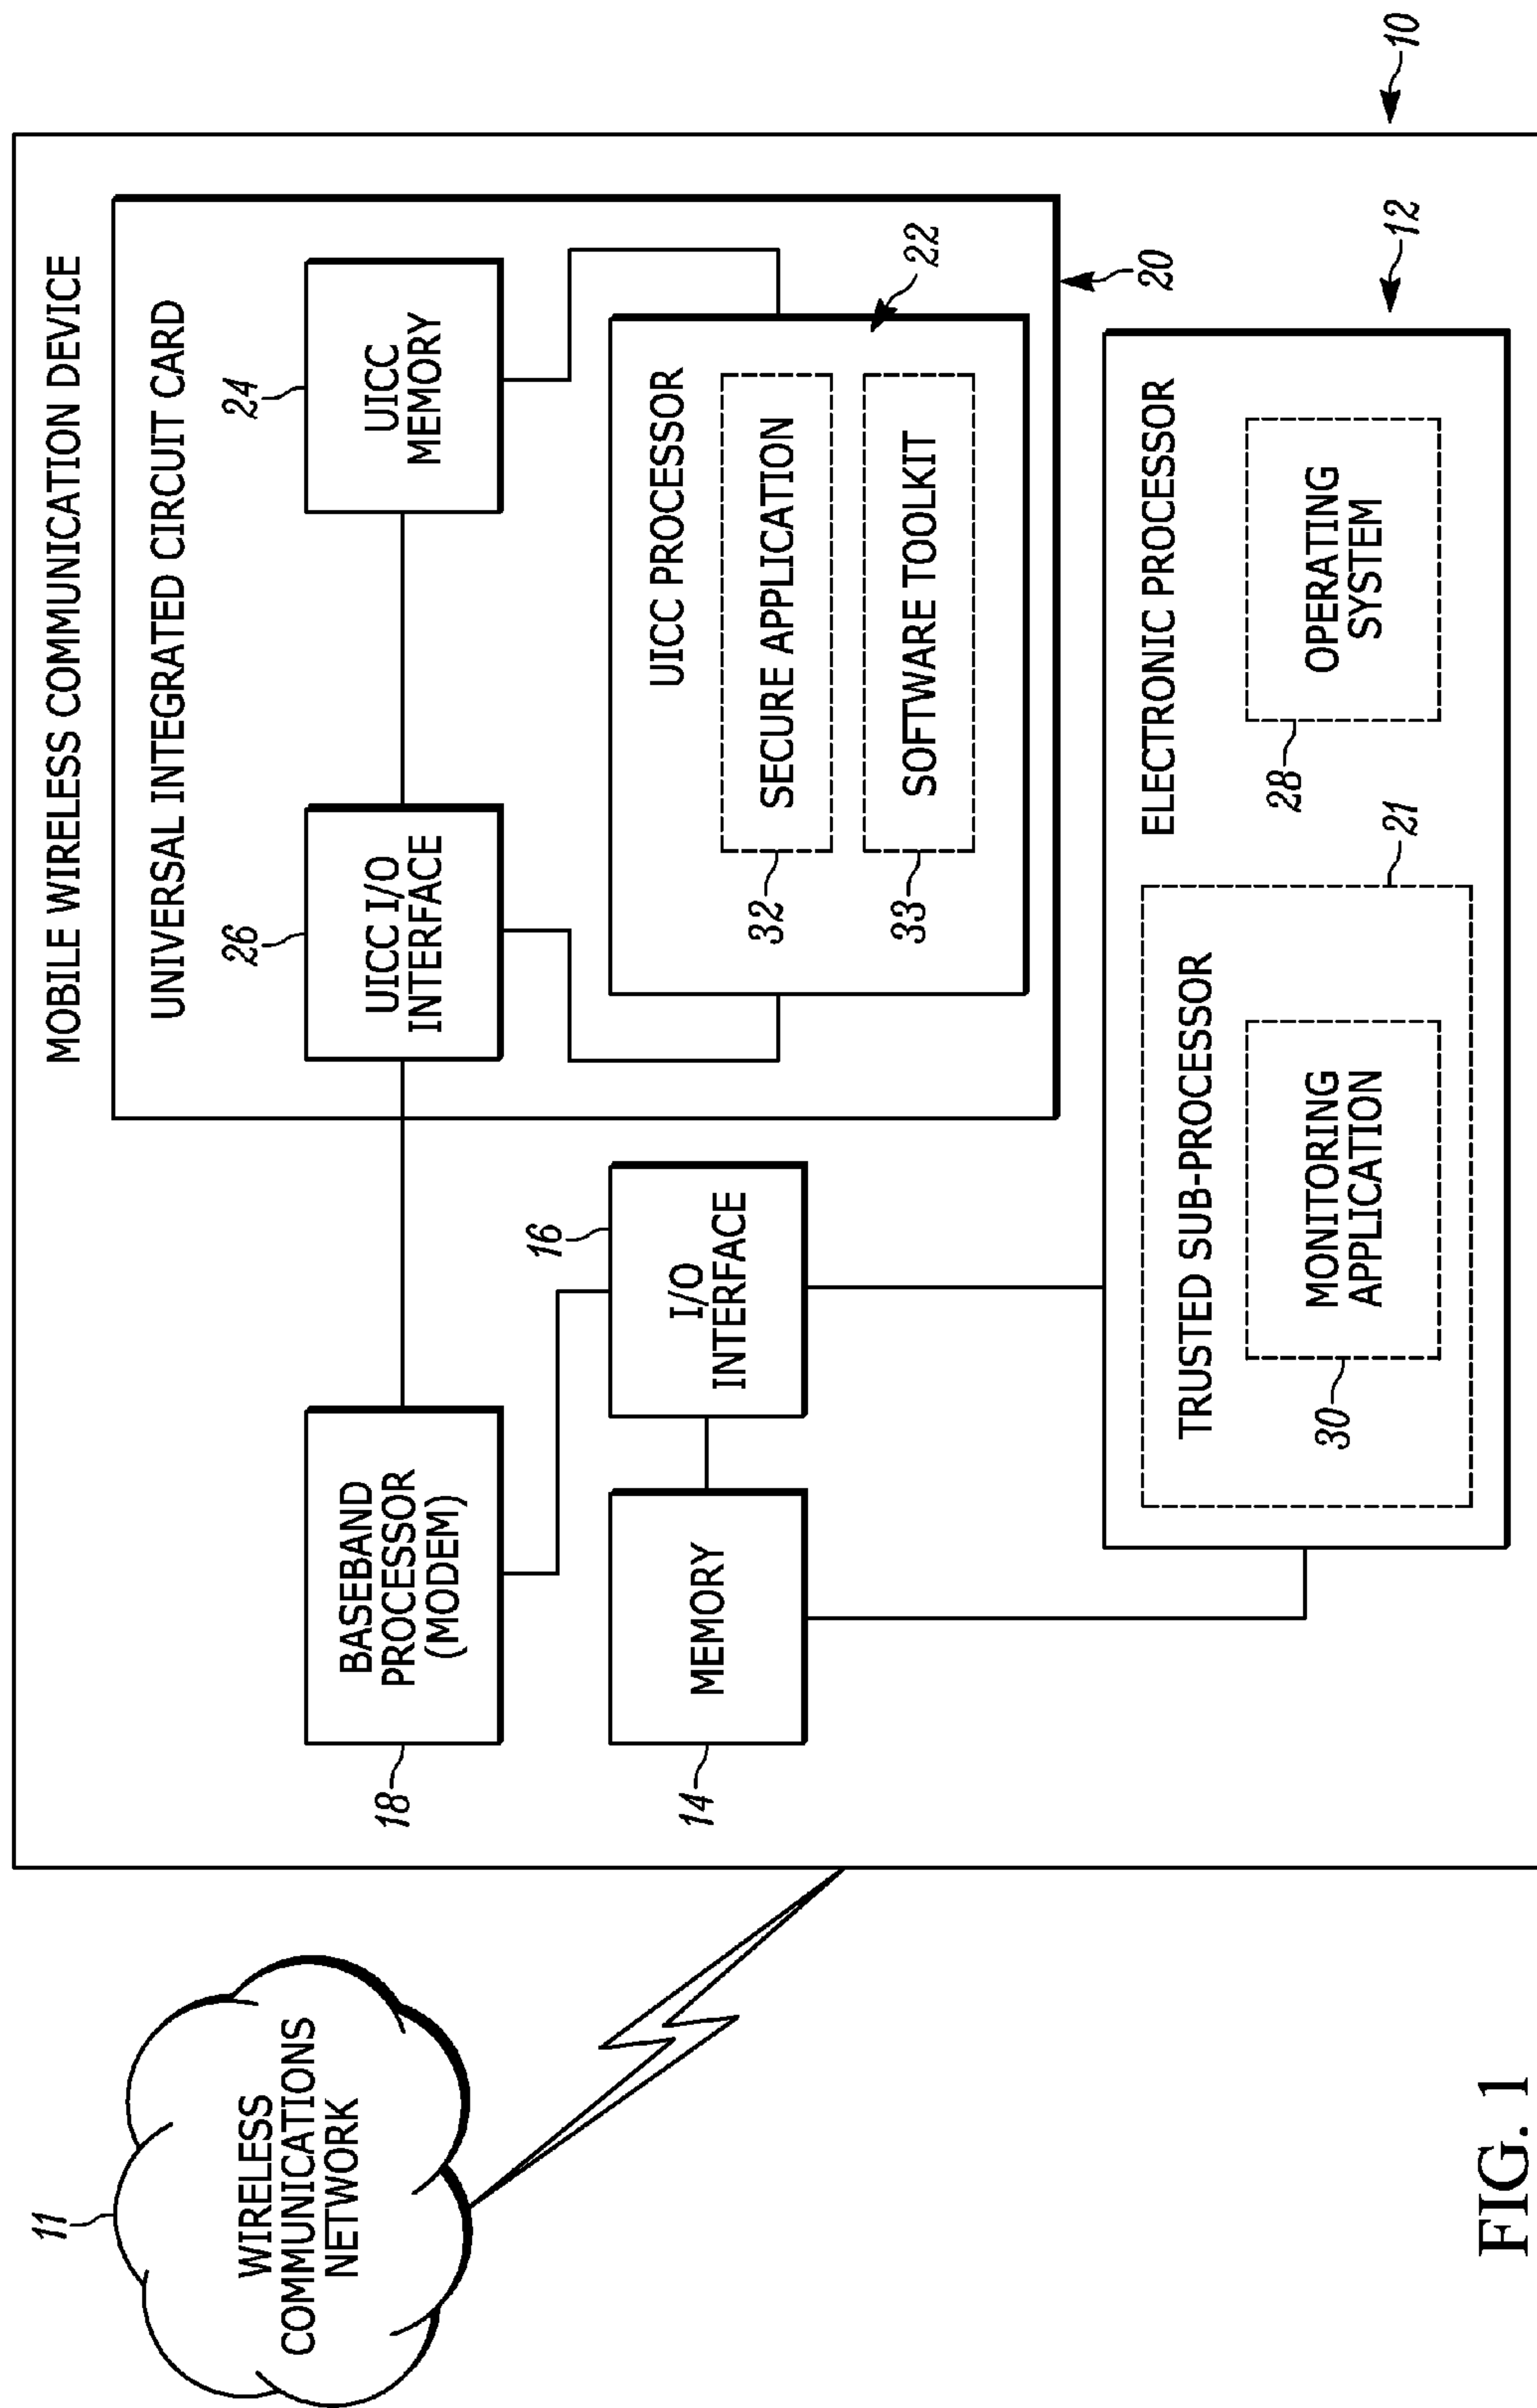 MOBILE WIRELESS COMMUNICATION DEVICE
11
WIRELESS
COMMUNICATIONS
NETWORK
18
BASEBAND
PROCESSOR
(MODEM)
14
MEMORY
16
I/O
INTERFACE
UNIVERSAL INTEGRATED CIRCUIT CARD
26
UICC I/O
INTERFACE
24
UICC
MEMORY
UICC PROCESSOR
22
32
SECURE APPLICATION
33
SOFTWARE TOOLKIT
20
ELECTRONIC PROCESSOR
TRUSTED SUB-PROCESSOR
21
30
MONITORING
APPLICATION
28
OPERATING
SYSTEM
12
10
FIG. 1